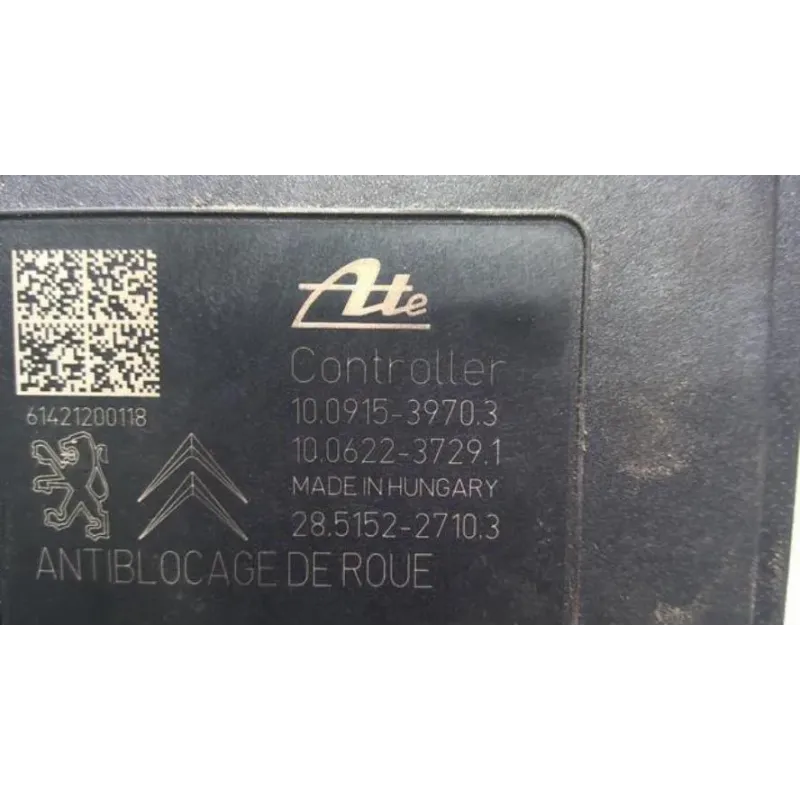 Ate
Controller
10.0915-3970.3
10.0622-3729.1
MADE IN HUNGARY
28.5152-2710.3
61421200118
ANTIBLOCAGE DE ROUE